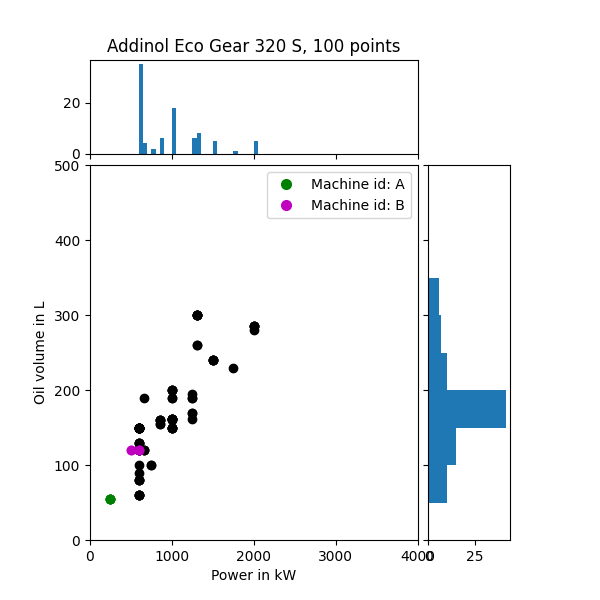 Addinol Eco Gear 320 S, 100 points
20
0
500
400
300
200
100
0
Oil volume in L
Machine id: A
Machine id: B
0 1000 2000 3000 4000
0 25
Power in kW